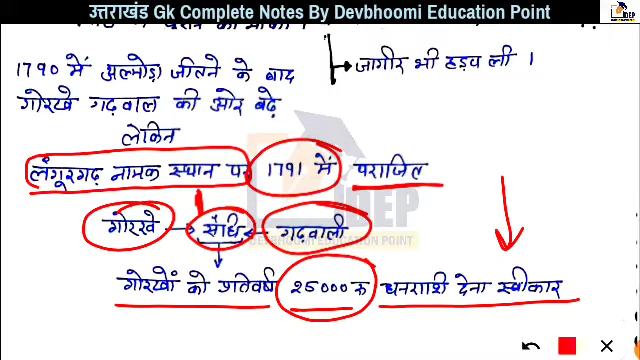 उत्तराखंड Gk Complete Notes By Devbhoomi Education Point
1790 में अल्मोड़ा जीतने के बाद
गोरखे गढ़वाल की ओर बढ़े
जागीर भी हड़प ली ।
लेकिन
लंगूरगढ़ नामक स्थान पर 1791 में पराजित
गोरखे → संधि ← गढ़वाली
DEVBHOOMI EDUCATION POINT
गोरखों को प्रतिवर्ष 25000 रु धनराशी देना स्वीकार